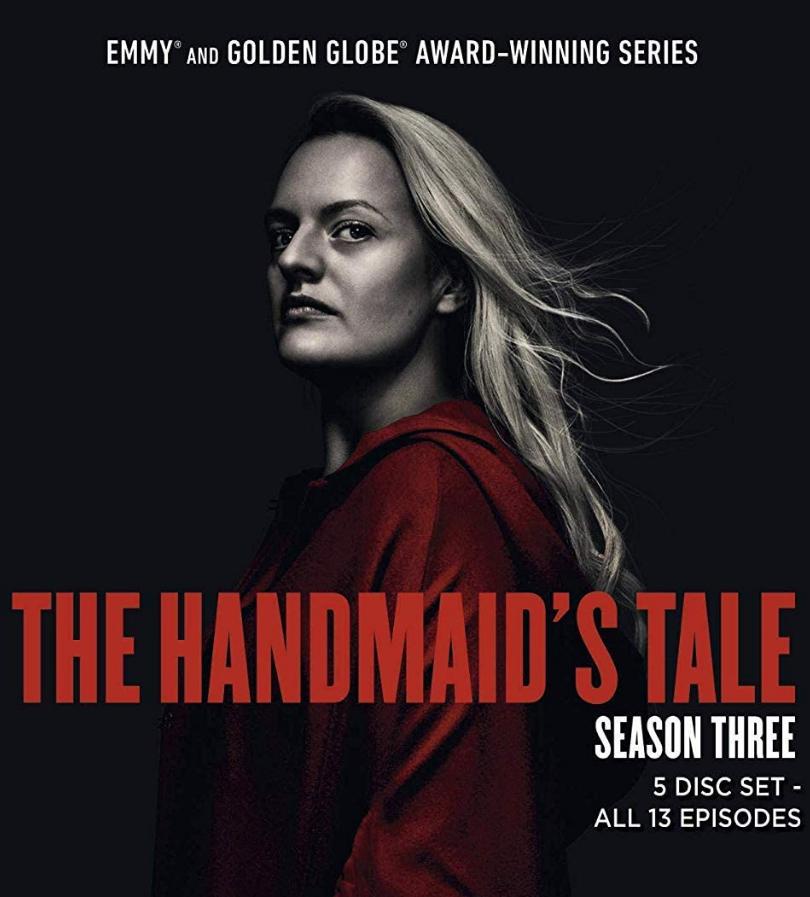 EMMY® AND GOLDEN GLOBE® AWARD-WINNING SERIES
THE HANDMAID'S TALE
SEASON THREE
5 DISC SET -
ALL 13 EPISODES